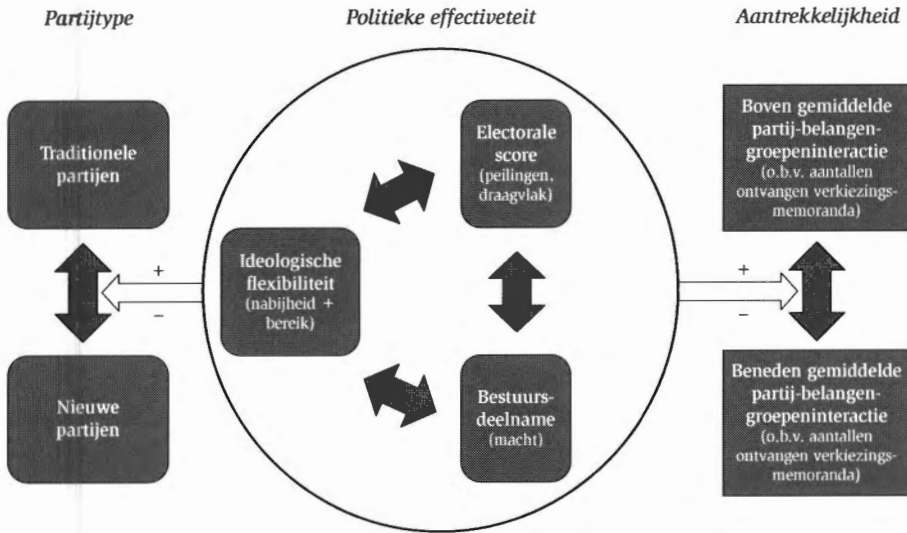 Partijtype
Politieke effectiveteit
Aantrekkelijkheid
Traditionele
partijen
+
–
Nieuwe
partijen
Electorale
score
(peilingen,
draagvlak)
Ideologische
flexibiliteit
(nabijheid +
bereik)
Bestuurs-
deelname
(macht)
Boven gemiddelde
partij-belangen-
groepeninteractie
(o.b.v. aantallen
ontvangen verkiezings-
memoranda)
+
–
Beneden gemiddelde
partij-belangen-
groepeninteractie
(o.b.v. aantallen
ontvangen verkiezings-
memoranda)